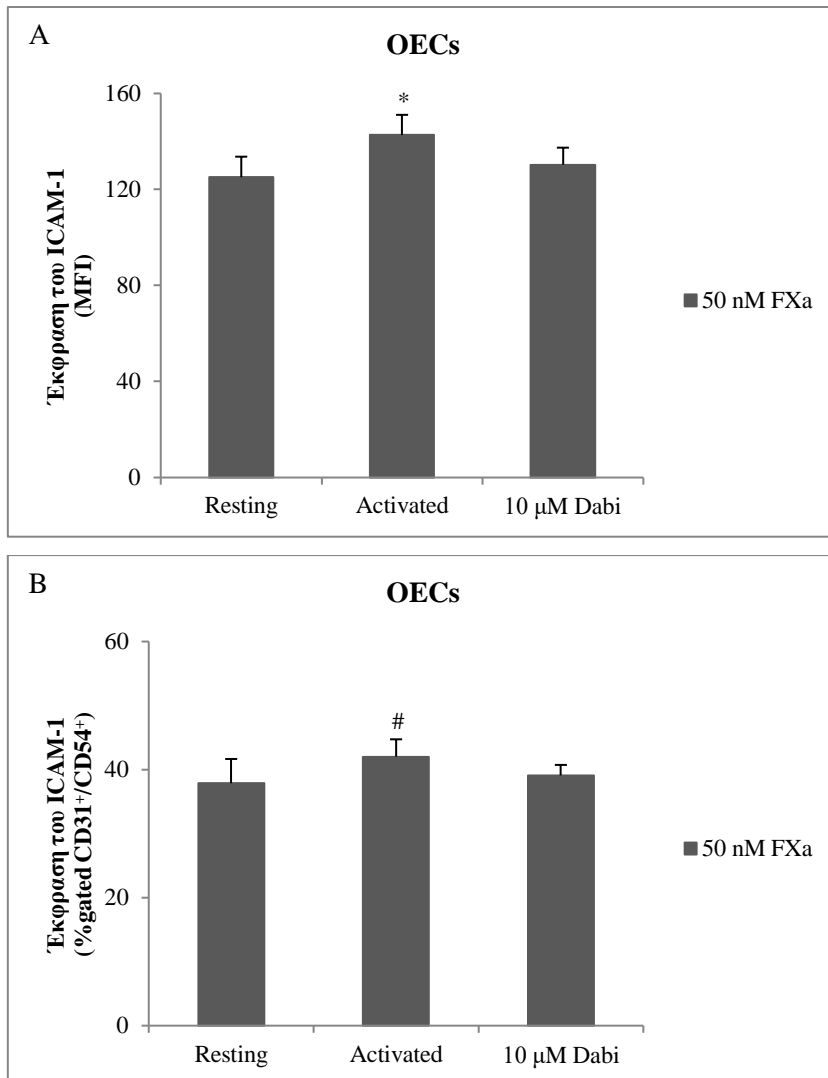 A
OECs
160
120
80
40
0
Έκφραση του ICAM-1
(MFI)
*
Resting
Activated
10 μM Dabi
50 nM FXa
B
OECs
60
40
20
0
Έκφραση του ICAM-1
(%gated CD31⁺/CD54⁺)
#
Resting
Activated
10 μM Dabi
50 nM FXa